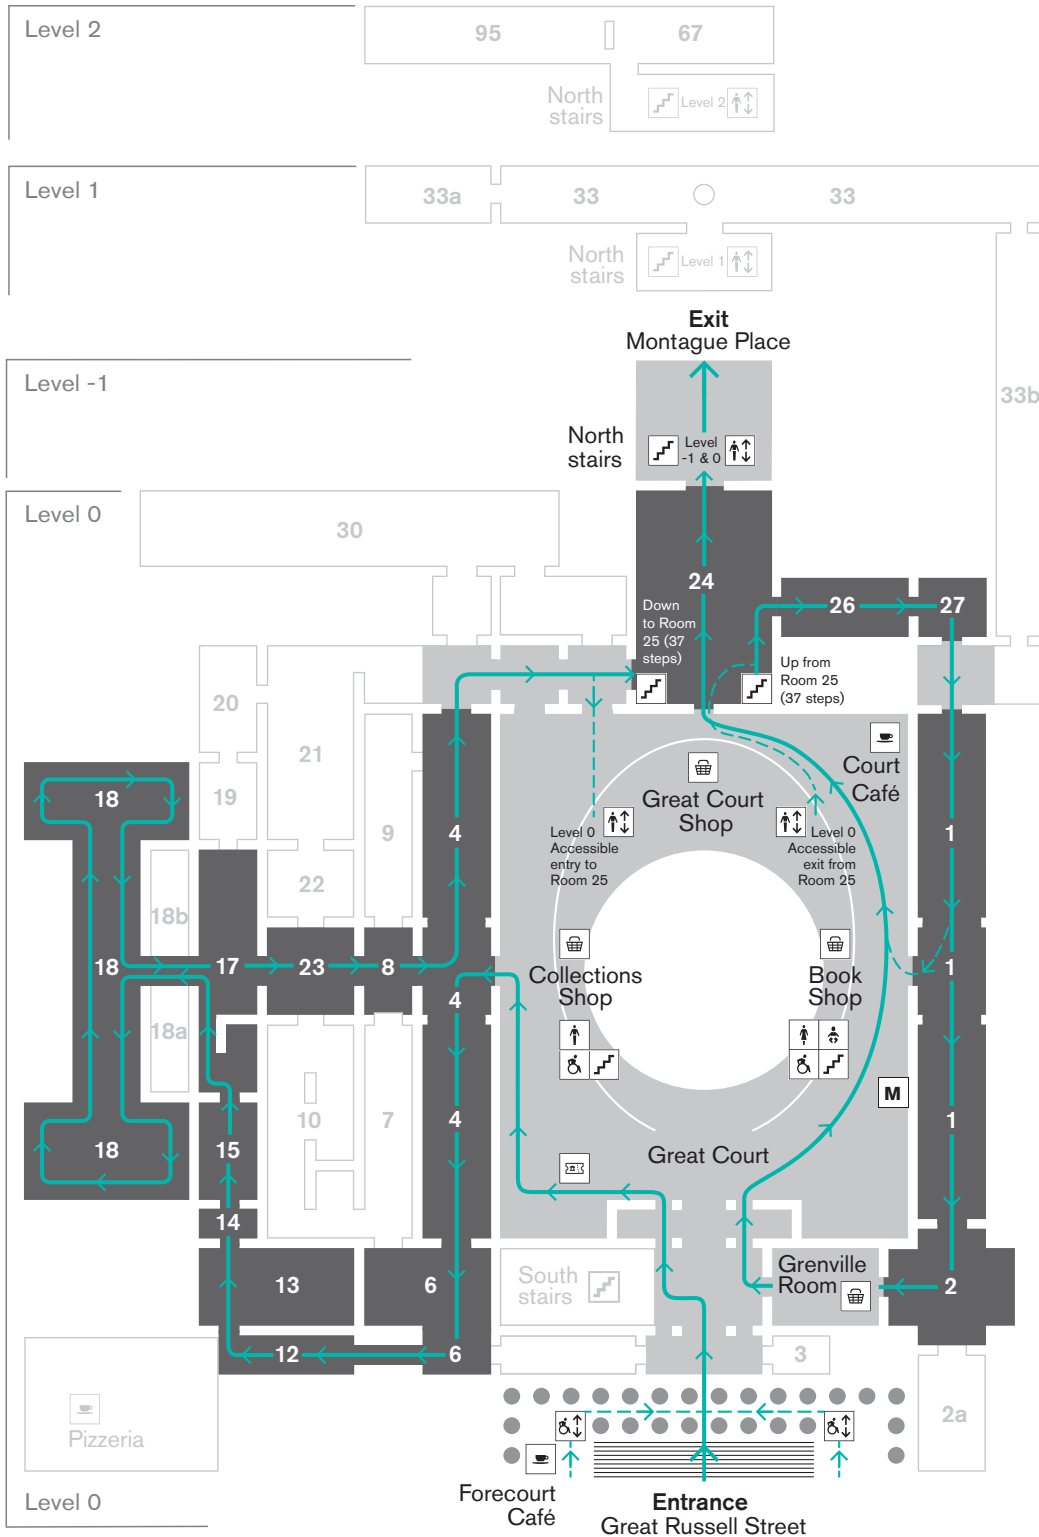 Level 2
95
67
North
stairs
Level 2
Level 1
33a
33
33
North
stairs
Level 1
Exit
Montague Place
Level -1
33b
North
stairs
Level
-1 & 0
Level 0
30
24
26
27
Down
to Room
25 (37
steps)
Up from
Room 25
(37 steps)
20
21
19
18
Court
Café
Great Court
Shop
4
9
1
Level 0
Accessible
entry to
Room 25
Level 0
Accessible
exit from
Room 25
22
18b
18
17
23
8
4
Collections
Shop
Book
Shop
1
18a
10
7
4
M
1
18
15
Great Court
14
13
6
South
stairs
Grenville
Room
2
12
6
3
2a
Pizzeria
Forecourt
Café
Level 0
Entrance
Great Russell Street